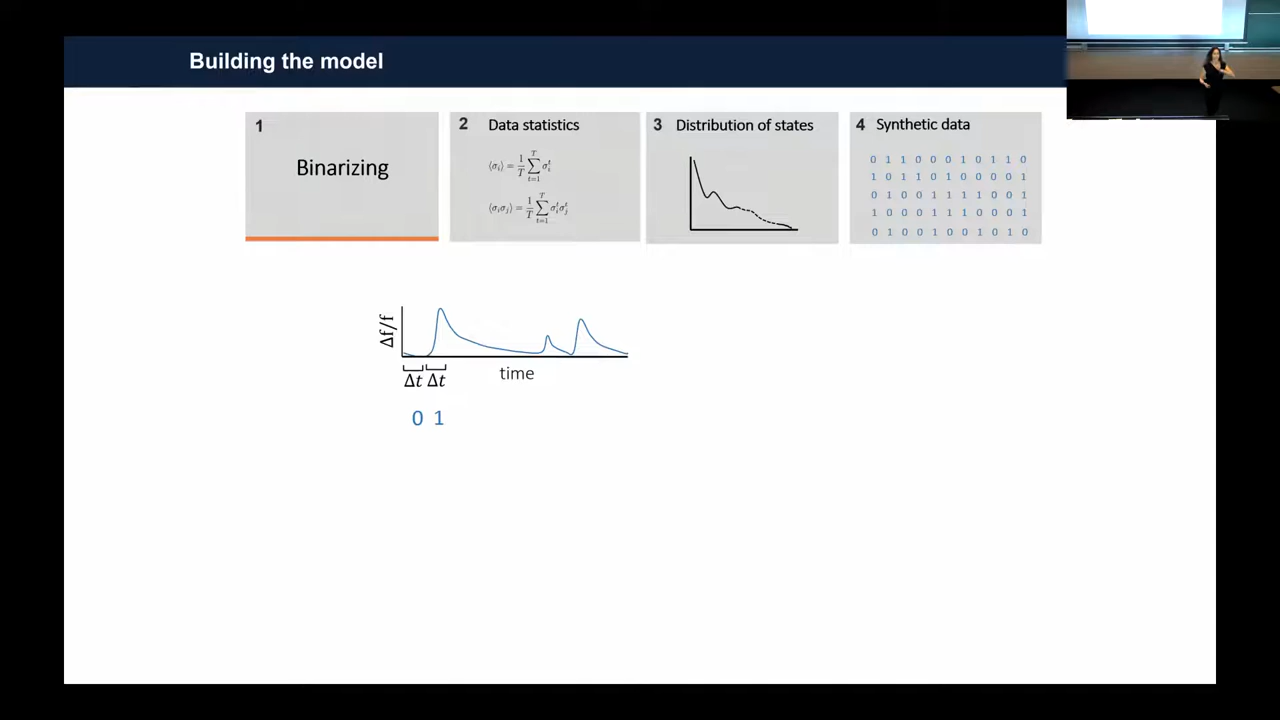 Building the model
1
Binarizing
2 Data statistics
⟨σᵢ⟩ = 1/T ∑ₜ₌₁ᵀ σᵢᵗ
⟨σᵢσⱼ⟩ = 1/T ∑ₜ₌₁ᵀ σᵢᵗσⱼᵗ
3 Distribution of states
4 Synthetic data
0 1 1 0 0 0 1 0 1 1 0
1 0 1 1 0 1 0 0 0 0 1
0 1 0 0 1 1 1 1 0 0 1
1 0 0 0 1 1 1 0 0 0 1
0 1 0 0 1 0 0 1 0 1 0
Δf/f
Δt Δt
time
0 1